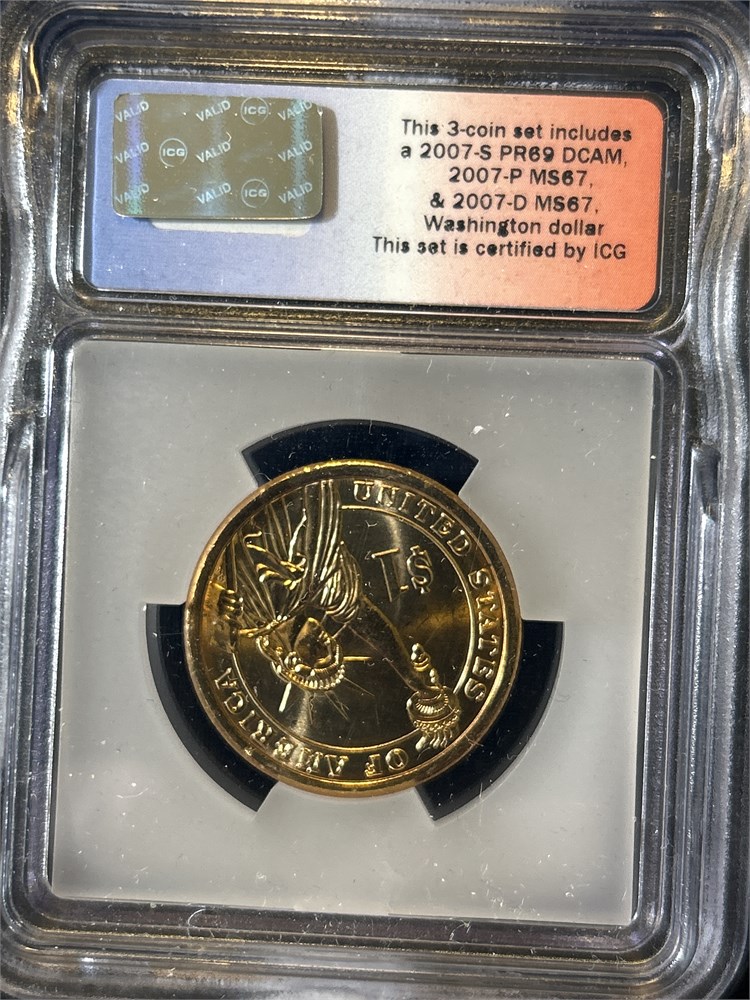 VALID ICG VALID
VALID ICG VALID ICG VALID
VALID VALID ICG VALID
This 3-coin set includes
a 2007-S PR69 DCAM,
2007-P MS67,
& 2007-D MS67,
Washington dollar
This set is certified by ICG
UNITED STATES OF AMERICA
$1